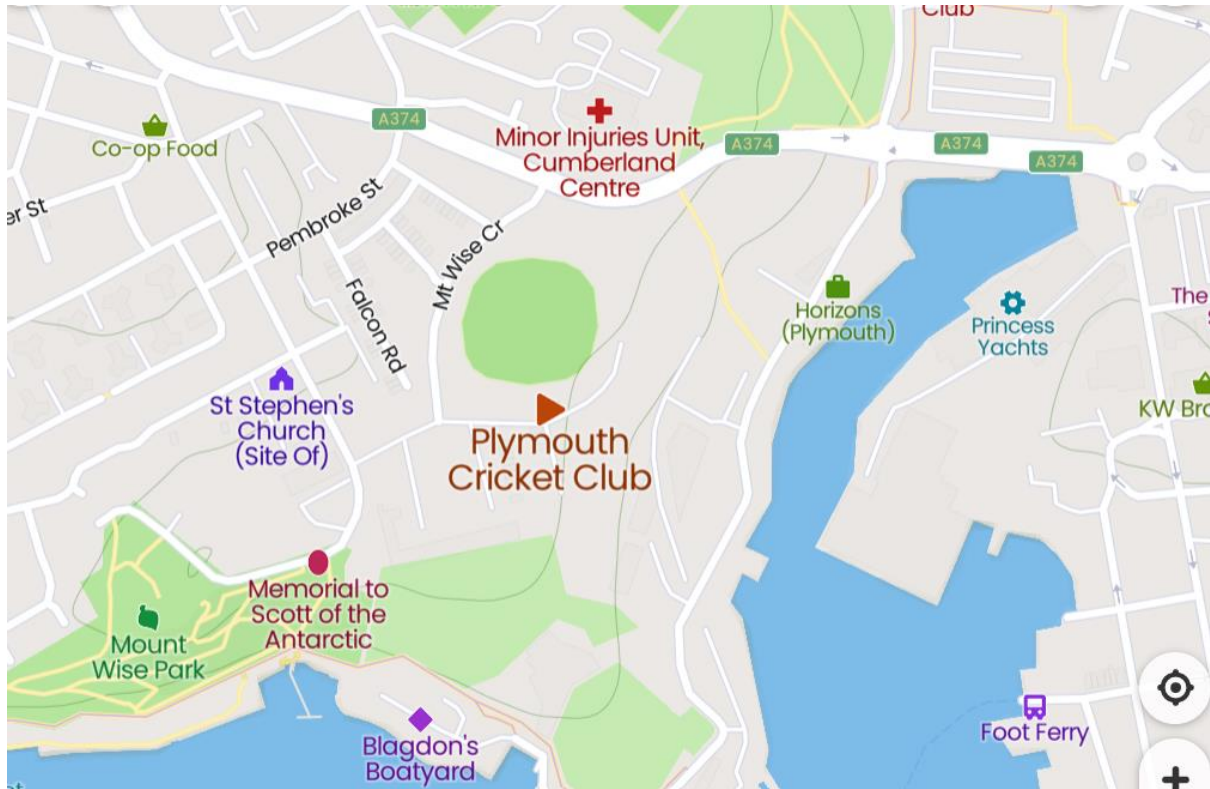 Club
A374
Co-op Food
Minor Injuries Unit,
Cumberland
Centre
A374
A374
A374
er St
Pembroke St
Mt Wise Cr
Falcon Rd
Horizons
(Plymouth)
Princess
Yachts
The
St Stephen's
Church
(Site Of)
Plymouth
Cricket Club
KW Bro
Memorial to
Scott of the
Antarctic
Mount
Wise Park
Foot Ferry
Blagdon's
Boatyard